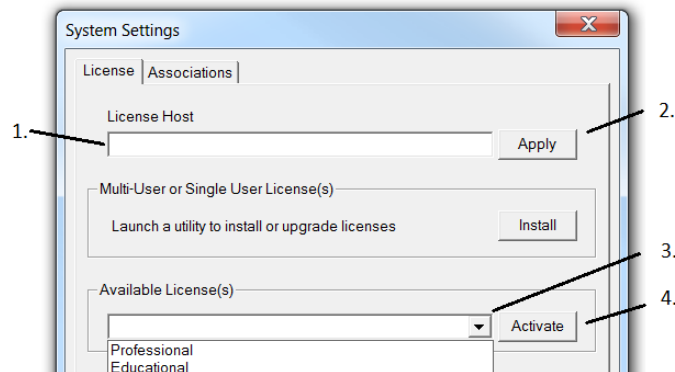 System Settings
License Associations
License Host
1.
2.
Apply
Multi-User or Single User License(s)
Launch a utility to install or upgrade licenses Install
3.
Available License(s)
4.
Activate
Professional
Educational